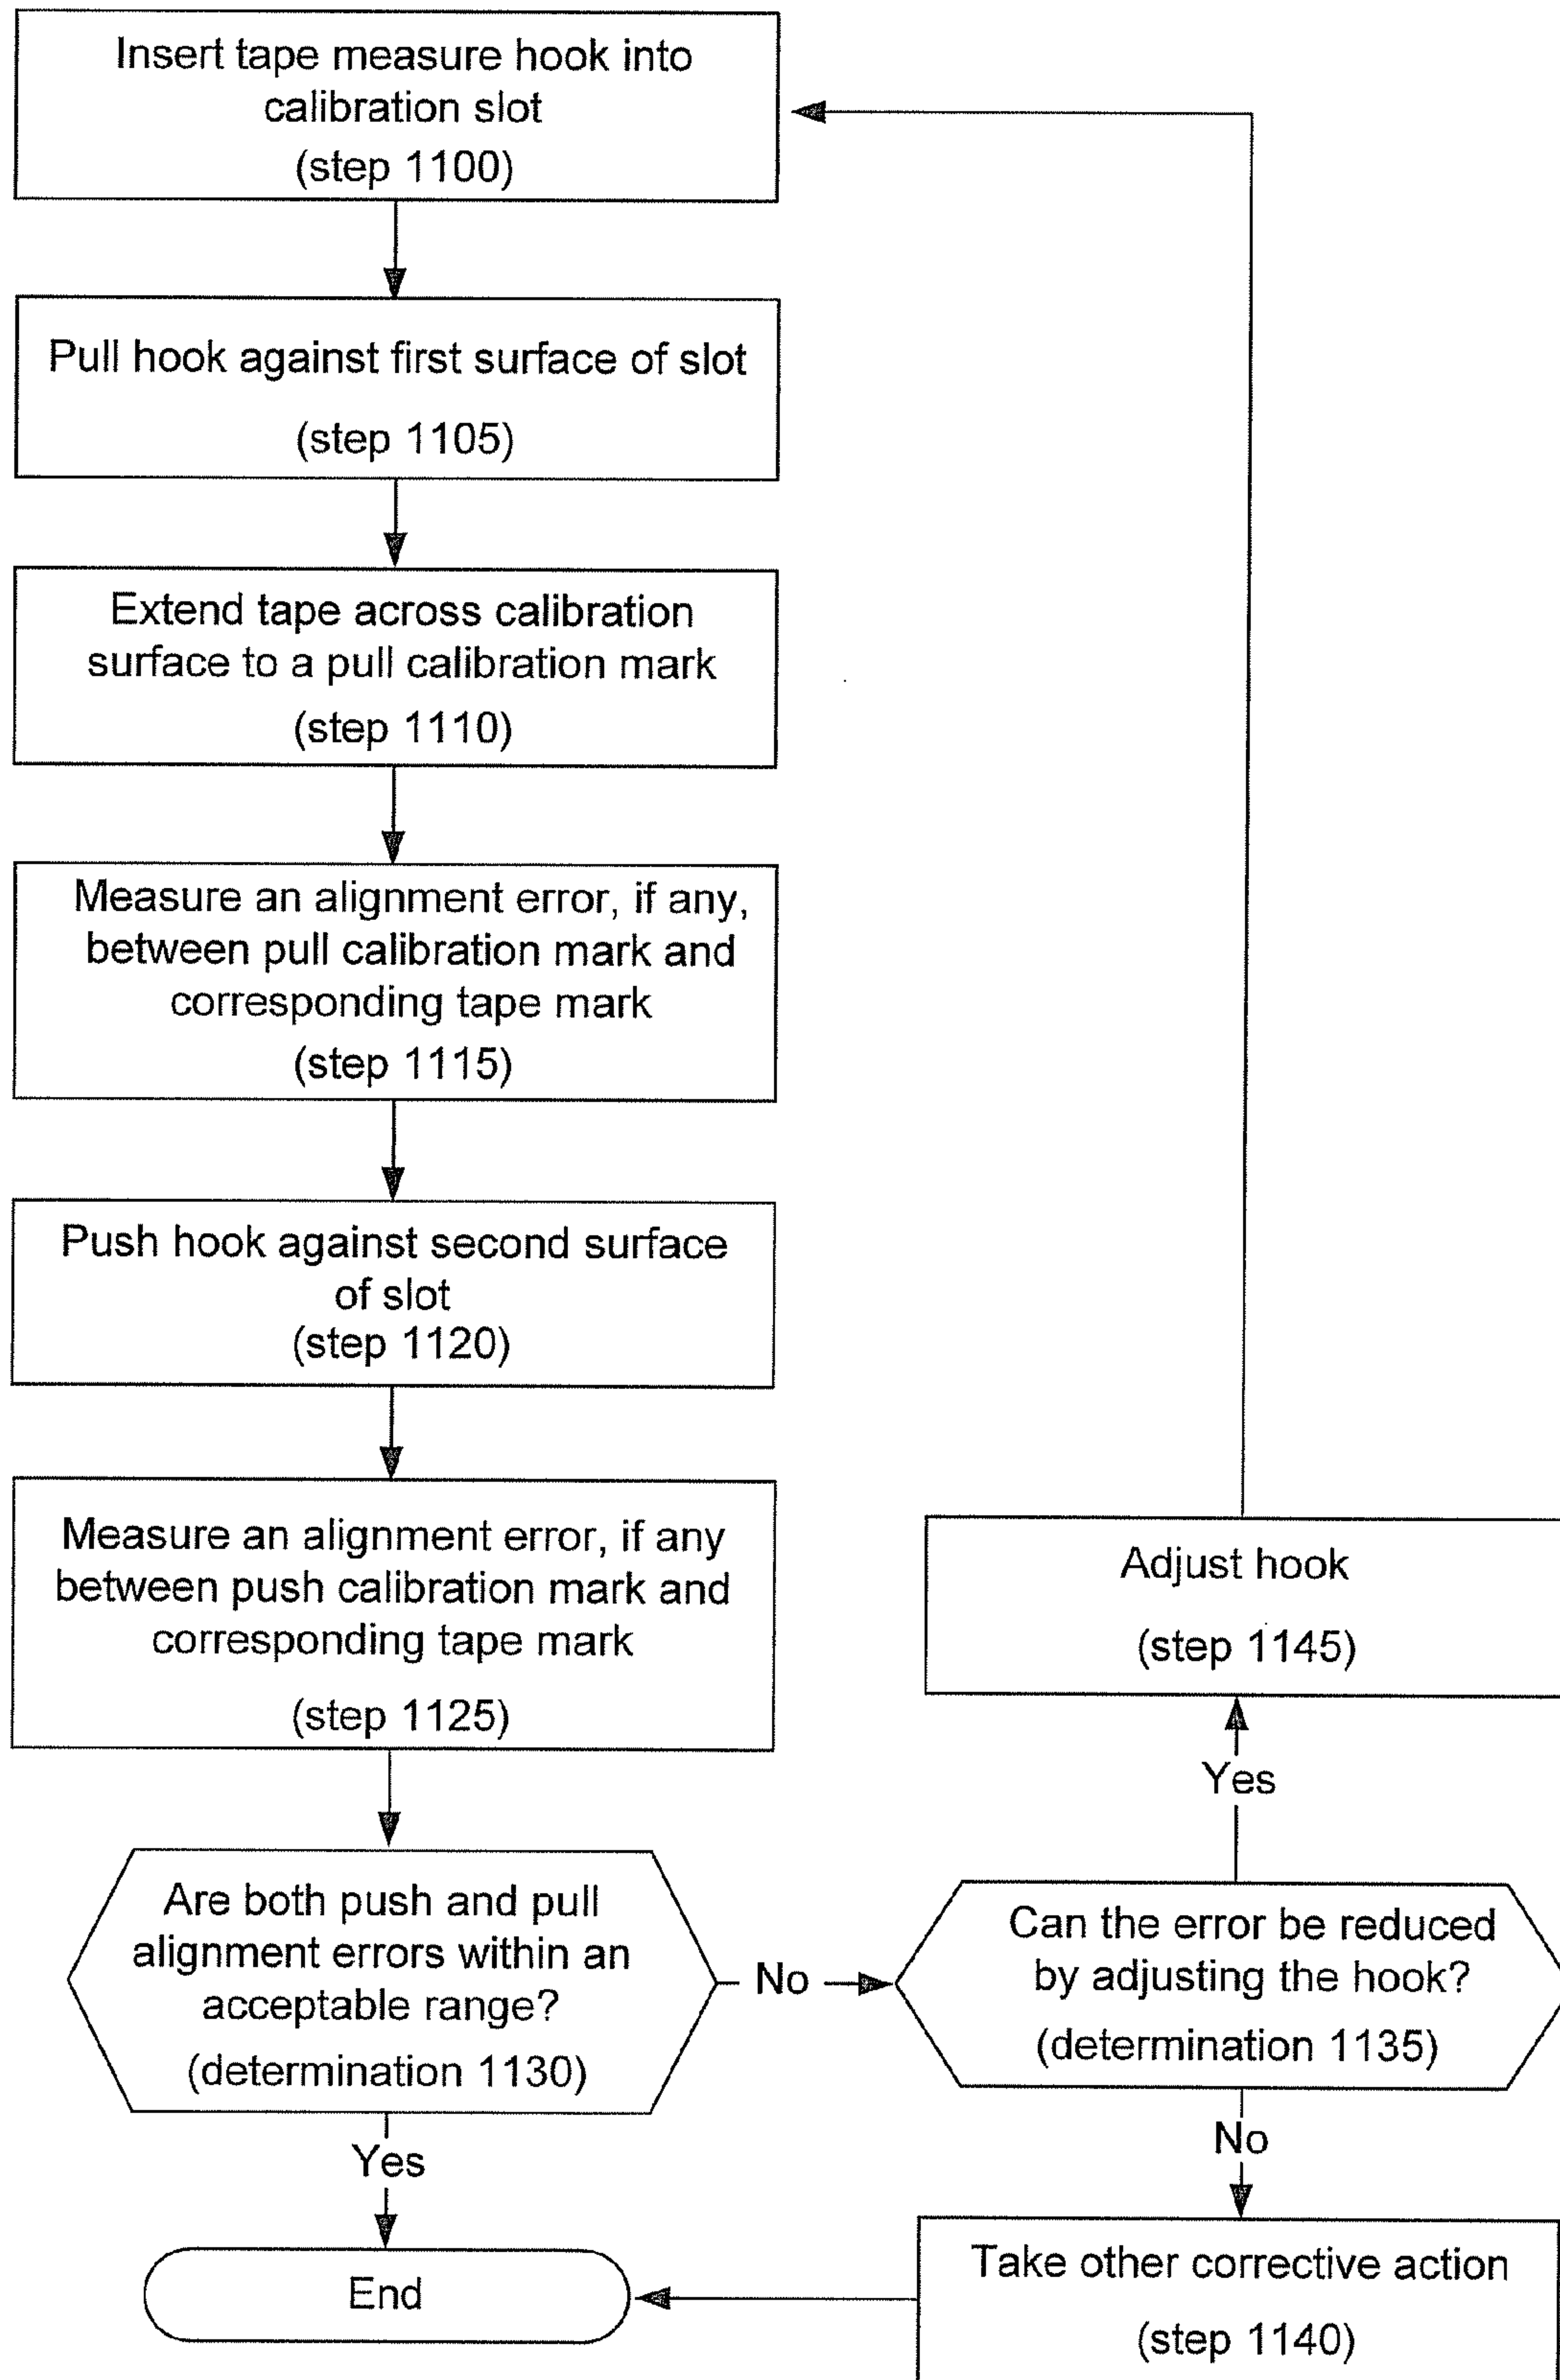 Insert tape measure hook into
calibration slot
(step 1100)
Pull hook against first surface of slot
(step 1105)
Extend tape across calibration
surface to a pull calibration mark
(step 1110)
Measure an alignment error, if any,
between pull calibration mark and
corresponding tape mark
(step 1115)
Push hook against second surface
of slot
(step 1120)
Measure an alignment error, if any
between push calibration mark and
corresponding tape mark
(step 1125)
Are both push and pull
alignment errors within an
acceptable range?
(determination 1130)
Yes
End
No
Can the error be reduced
by adjusting the hook?
(determination 1135)
Yes
Adjust hook
(step 1145)
No
Take other corrective action
(step 1140)